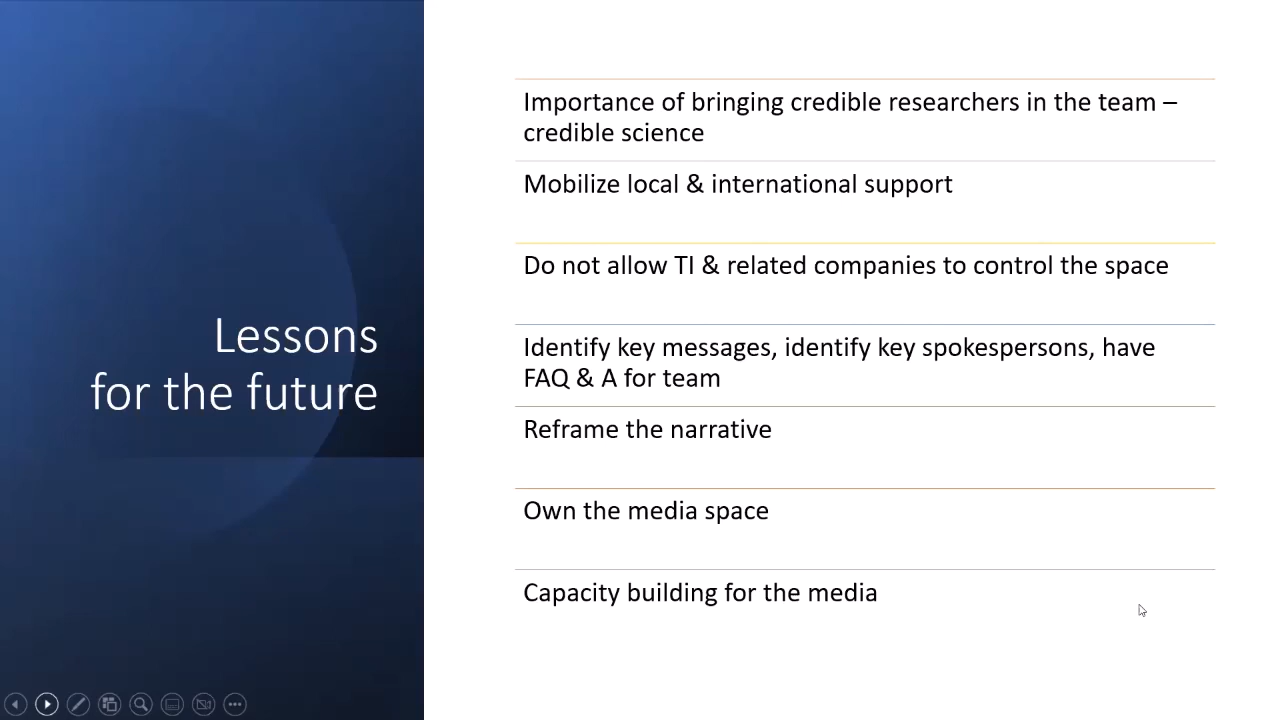 Lessons
for the future
Importance of bringing credible researchers in the team –
credible science
Mobilize local & international support
Do not allow TI & related companies to control the space
Identify key messages, identify key spokespersons, have
FAQ & A for team
Reframe the narrative
Own the media space
Capacity building for the media